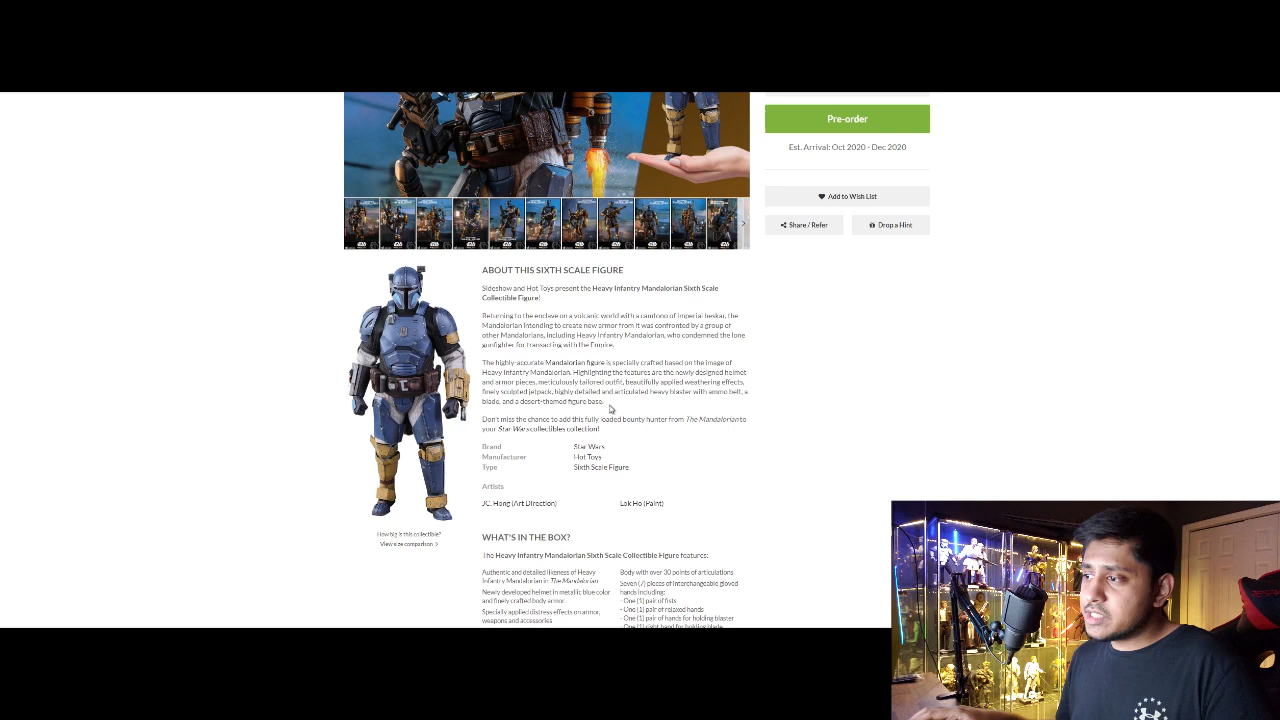 Pre-order
Est. Arrival: Oct 2020 - Dec 2020
Add to Wish List
Share / Refer
Drop a Hint
ABOUT THIS SIXTH SCALE FIGURE
Sideshow and Hot Toys present the Heavy Infantry Mandalorian Sixth Scale
Collectible Figure!
Returning to the enclave on a volcanic world with a camtono of Imperial beskar, the
Mandalorian intending to create new armor from it was confronted by a group of
other Mandalorians, including Heavy Infantry Mandalorian, who condemned the lone
gunfighter for transacting with the Empire.
The highly-accurate Mandalorian figure is specially crafted based on the image of
Heavy Infantry Mandalorian. Highlighting the features are the newly designed helmet
and armor pieces, meticulously tailored outfit, beautifully applied weathering effects,
finely sculpted jetpack, highly detailed and articulated heavy blaster with ammo belt, a
blade, and a desert-themed figure base.
Don't miss the chance to add this fully loaded bounty hunter from The Mandalorian to
your Star Wars collectibles collection!
Brand Star Wars
Manufacturer Hot Toys
Type Sixth Scale Figure
Artists
JC. Hong (Art Direction) Lok Ho (Paint)
How big is this collectible?
View size comparison >
WHAT'S IN THE BOX?
The Heavy Infantry Mandalorian Sixth Scale Collectible Figure features:
Authentic and detailed likeness of Heavy
Infantry Mandalorian in The Mandalorian
Newly developed helmet in metallic blue color
and finely crafted body armor
Specially applied distress effects on armor,
weapons and accessories
Body with over 30 points of articulations
Seven (7) pieces of interchangeable gloved
hands including:
- One (1) pair of fists
- One (1) pair of relaxed hands
- One (1) pair of hands for holding blaster
- One (1) right hand for holding blade